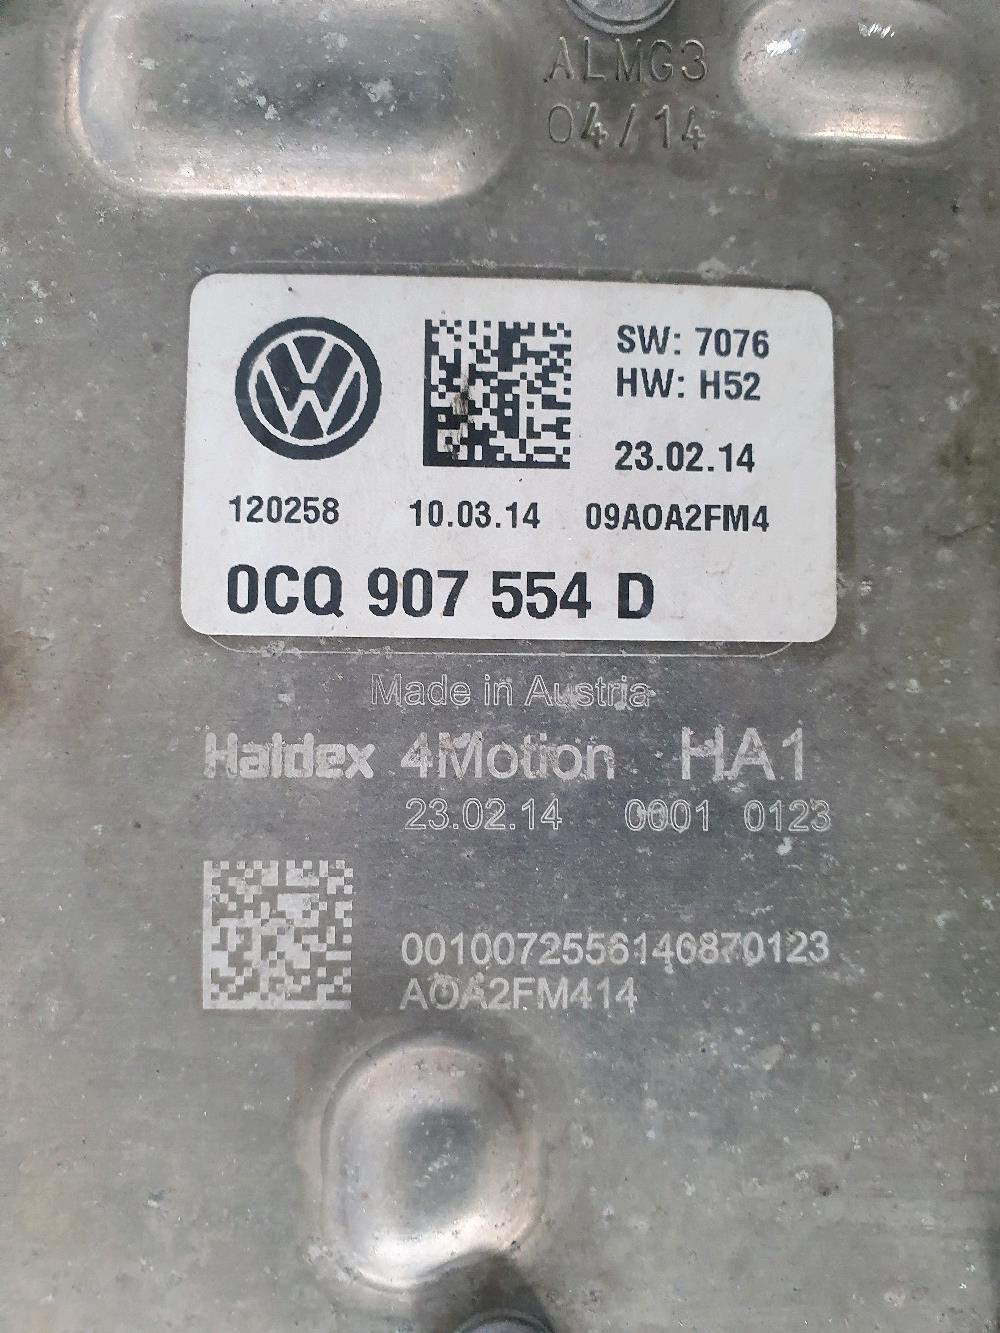 ALMG3
04/14
SW: 7076
HW: H52
23.02.14
120258 10.03.14 09AOA2FM4
0CQ 907 554 D
Made in Austria
Haldex 4Motion HA1
23.02.14 0001 0123
0010072556146870123
AOA2FM414